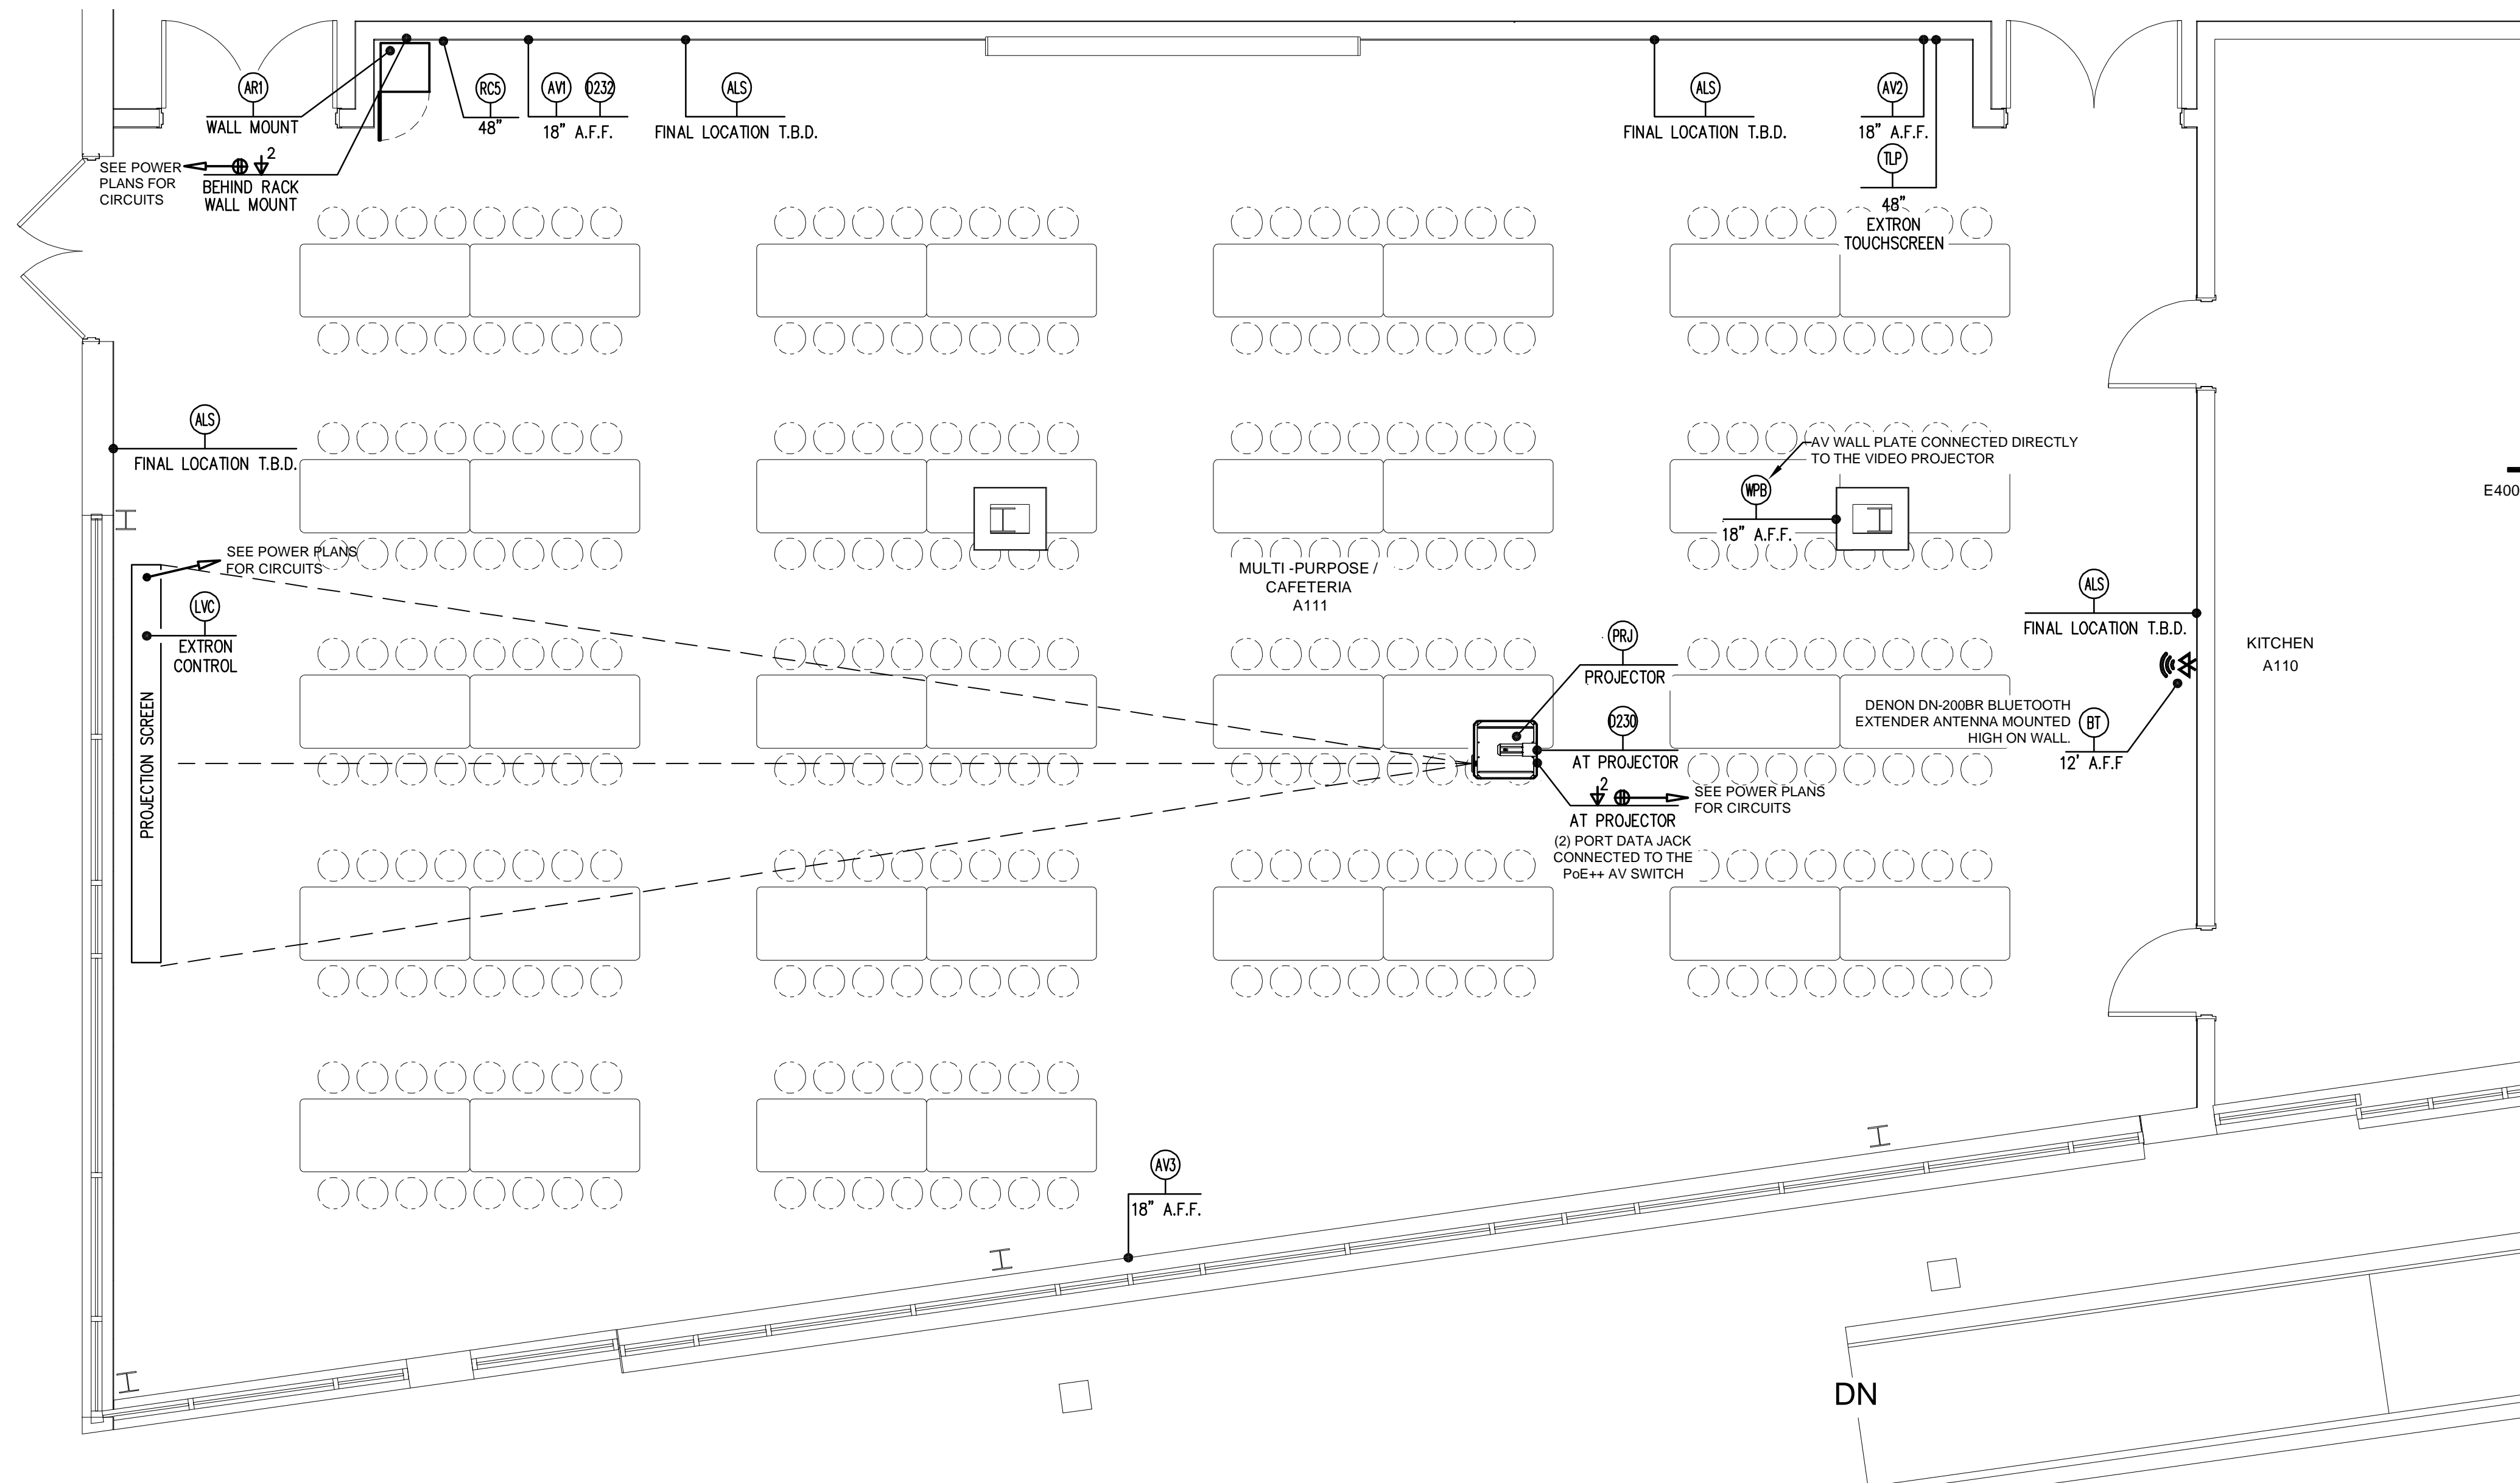 AR1
WALL MOUNT
SEE POWER
PLANS FOR
CIRCUITS
2
BEHIND RACK
WALL MOUNT
RC5
48"
AV1
D232
18" A.F.F.
ALS
FINAL LOCATION T.B.D.
ALS
FINAL LOCATION T.B.D.
AV2
18" A.F.F.
TLP
48"
EXTRON
TOUCHSCREEN
ALS
FINAL LOCATION T.B.D.
AV WALL PLATE CONNECTED DIRECTLY
TO THE VIDEO PROJECTOR
WPB
18" A.F.F.
E400
SEE POWER PLANS
FOR CIRCUITS
LVC
EXTRON
CONTROL
PROJECTION SCREEN
MULTI -PURPOSE /
CAFETERIA
A111
ALS
FINAL LOCATION T.B.D.
KITCHEN
A110
PRJ
PROJECTOR
D230
AT PROJECTOR
2
SEE POWER PLANS
FOR CIRCUITS
AT PROJECTOR
(2) PORT DATA JACK
CONNECTED TO THE
PoE++ AV SWITCH
DENON DN-200BR BLUETOOTH
EXTENDER ANTENNA MOUNTED
HIGH ON WALL.
BT
12' A.F.F
AV3
18" A.F.F.
DN